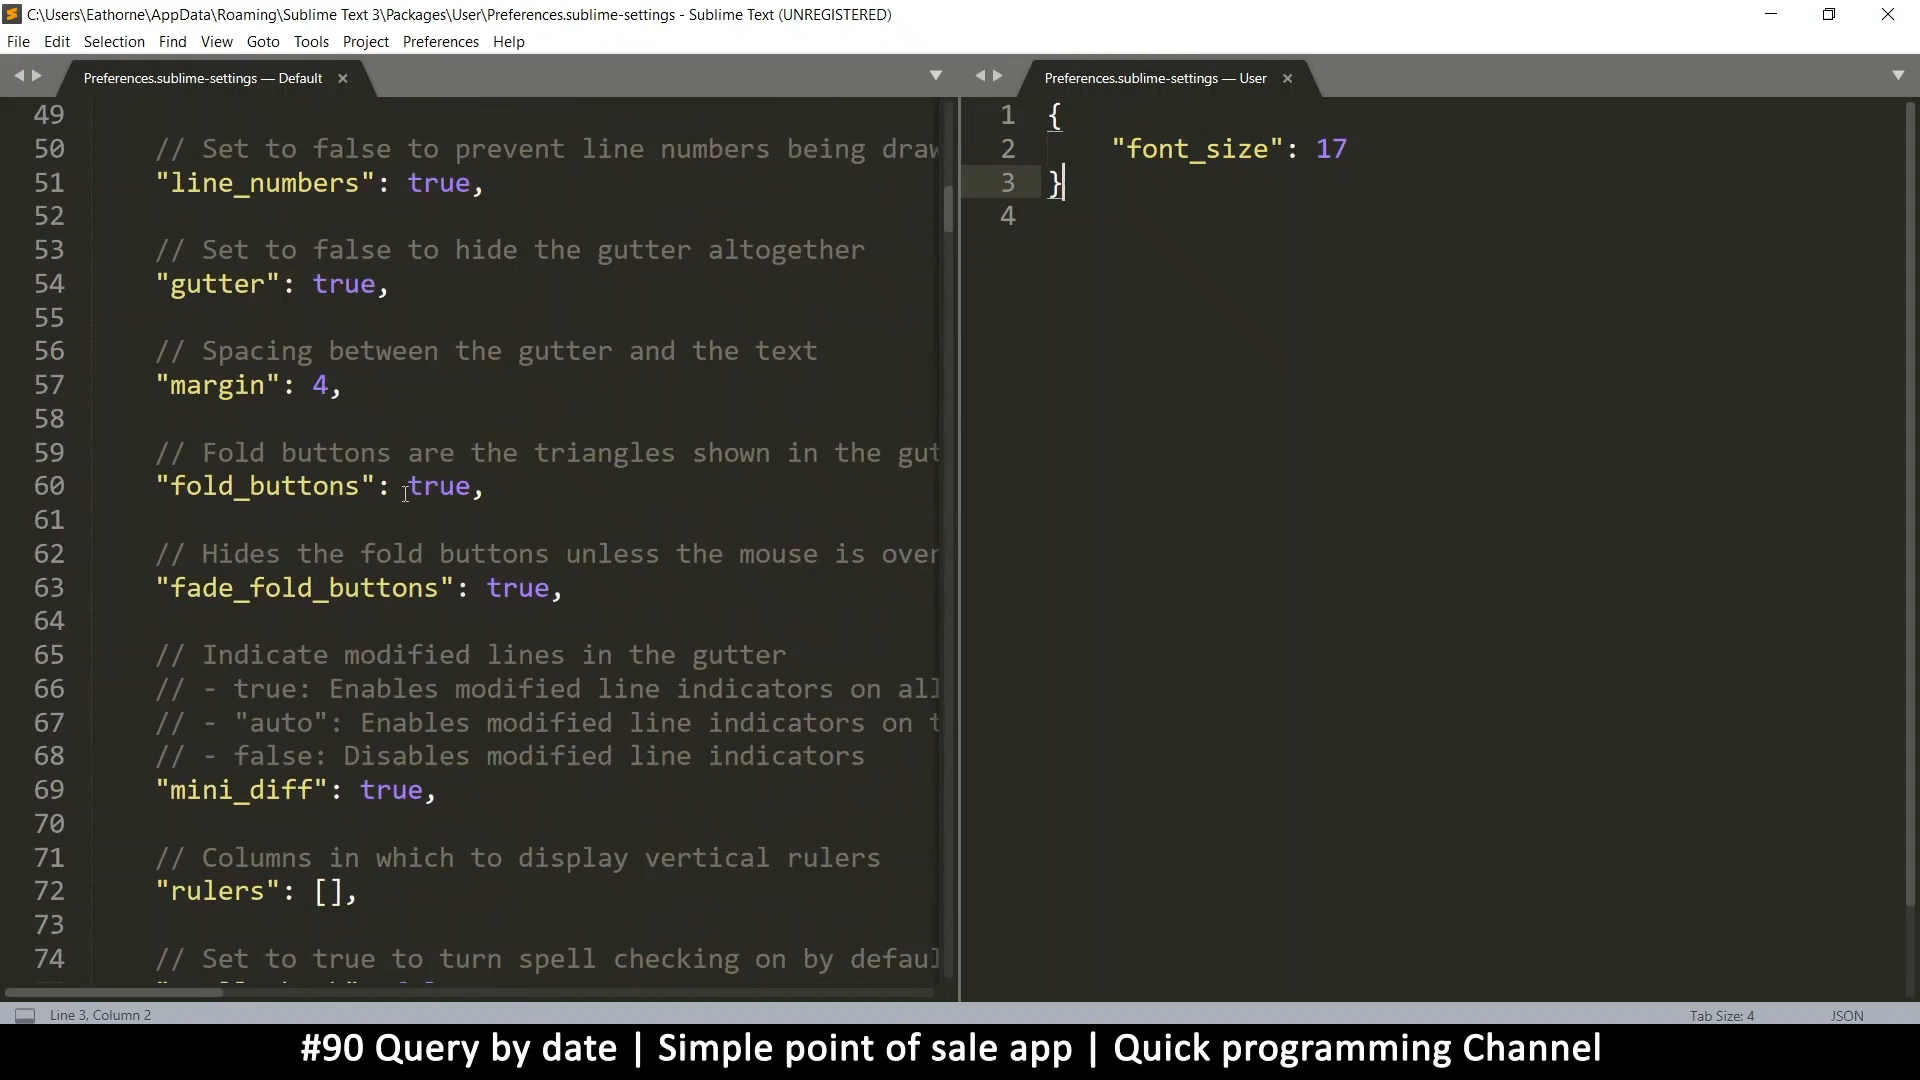 C:\Users\Eathorne\AppData\Roaming\Sublime Text 3\Packages\User\Preferences.sublime-settings - Sublime Text (UNREGISTERED)
File Edit Selection Find View Goto Tools Project Preferences Help
Preferences.sublime-settings — Default
49
50 // Set to false to prevent line numbers being draw
51 "line_numbers": true,
52
53 // Set to false to hide the gutter altogether
54 "gutter": true,
55
56 // Spacing between the gutter and the text
57 "margin": 4,
58
59 // Fold buttons are the triangles shown in the gut
60 "fold_buttons": true,
61
62 // Hides the fold buttons unless the mouse is over
63 "fade_fold_buttons": true,
64
65 // Indicate modified lines in the gutter
66 // - true: Enables modified line indicators on all
67 // - "auto": Enables modified line indicators on t
68 // - false: Disables modified line indicators
69 "mini_diff": true,
70
71 // Columns in which to display vertical rulers
72 "rulers": [],
73
74 // Set to true to turn spell checking on by defaul
Preferences.sublime-settings — User
1 {
2 "font_size": 17
3 }
4
Line 3, Column 2
Tab Size: 4
JSON
#90 Query by date | Simple point of sale app | Quick programming Channel